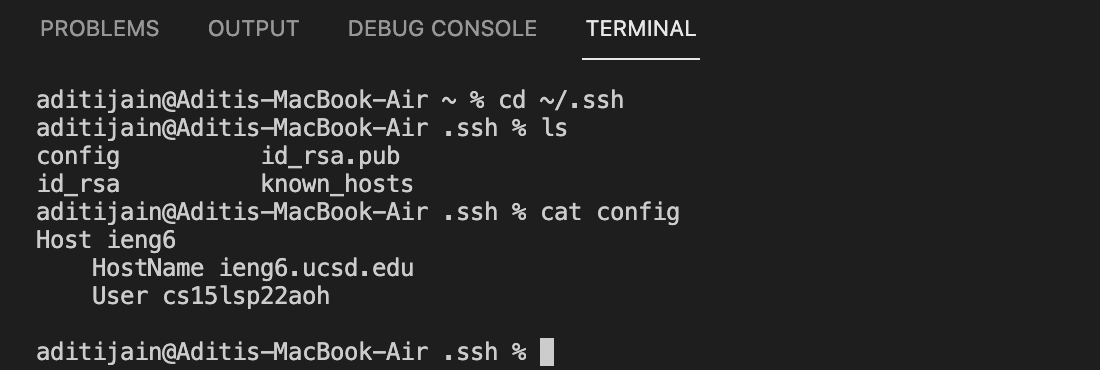 PROBLEMS OUTPUT DEBUG CONSOLE TERMINAL
aditijain@Aditis-MacBook-Air ~ % cd ~/.ssh
aditijain@Aditis-MacBook-Air .ssh % ls
config id_rsa.pub
id_rsa known_hosts
aditijain@Aditis-MacBook-Air .ssh % cat config
Host ieng6
    HostName ieng6.ucsd.edu
    User cs15lsp22aoh
aditijain@Aditis-MacBook-Air .ssh %